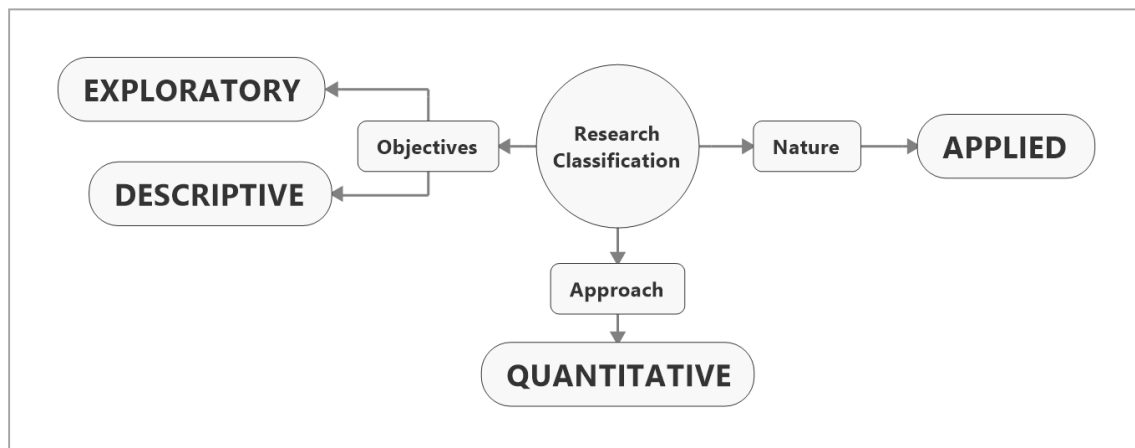 EXPLORATORY
Objectives
DESCRIPTIVE
Research
Classification
Nature
APPLIED
Approach
QUANTITATIVE